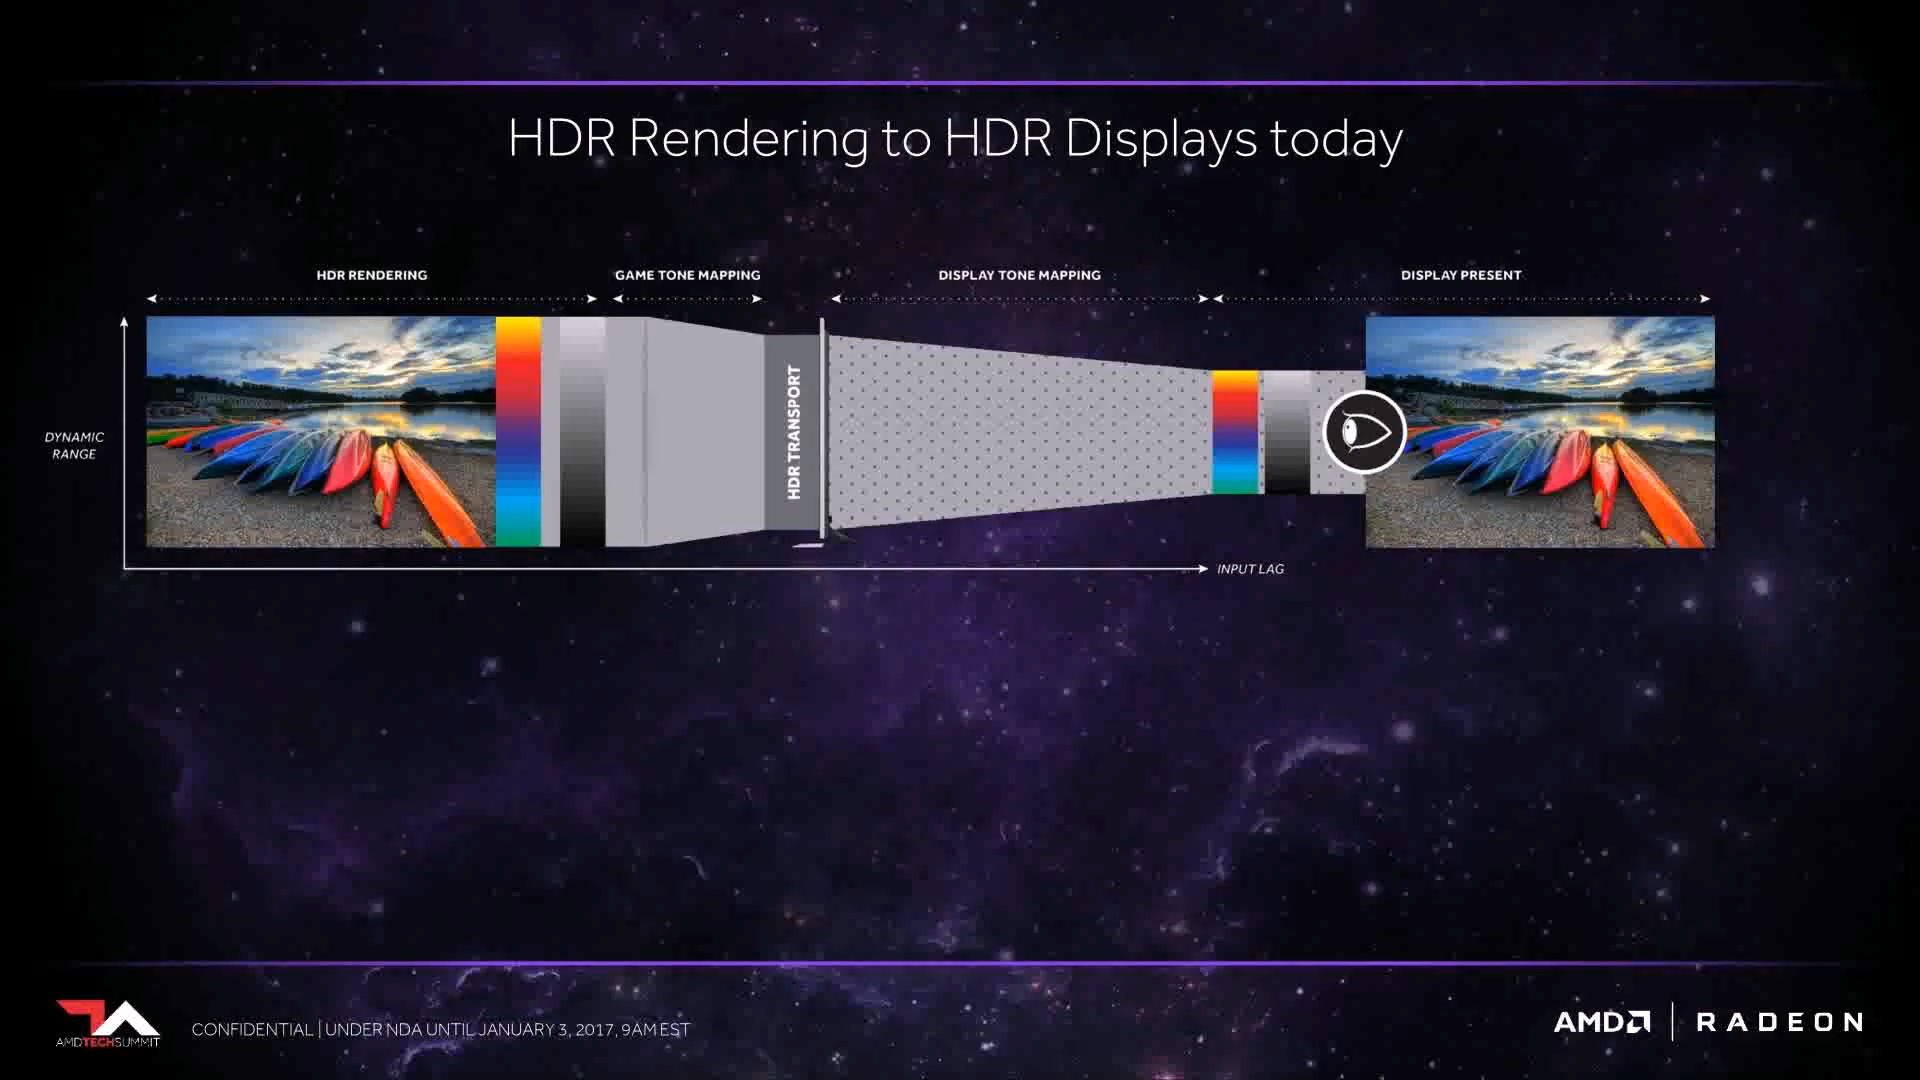 HDR Rendering to HDR Displays today
HDR RENDERING
GAME TONE MAPPING
DISPLAY TONE MAPPING
DISPLAY PRESENT
DYNAMIC
RANGE
HDR TRANSPORT
INPUT LAG
AMDTECHSUMMIT
CONFIDENTIAL | UNDER NDA UNTIL JANUARY 3, 2017, 9AM EST
AMD | RADEON